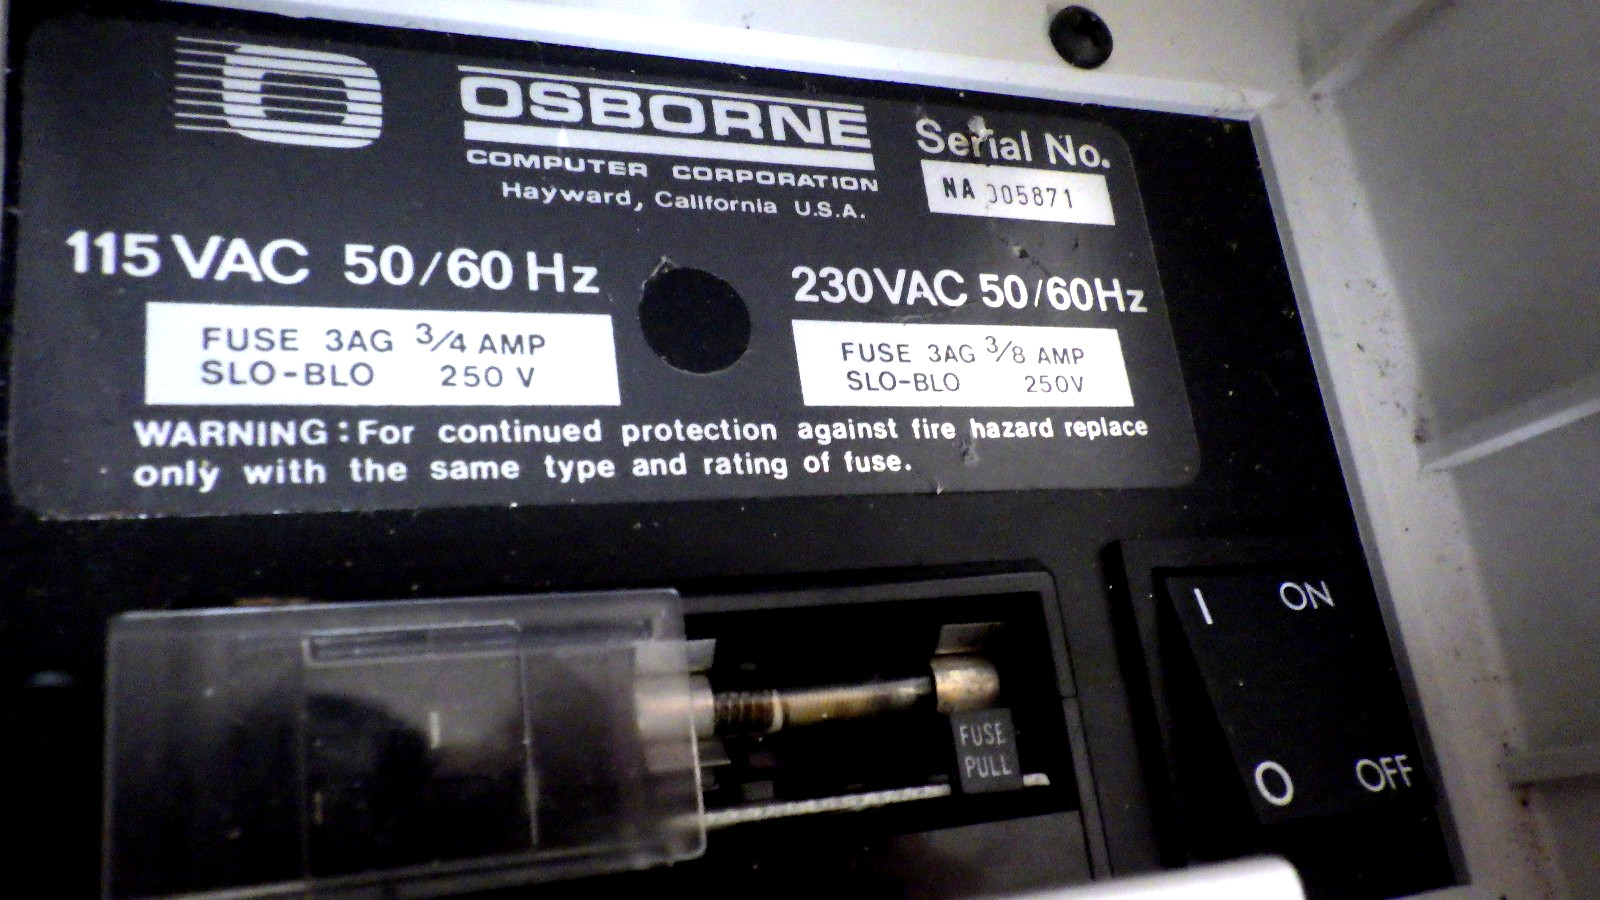 O
OSBORNE
COMPUTER CORPORATION
Hayward, California U.S.A.
Serial No.
NA 005871
115 VAC 50/60 Hz
FUSE 3AG 3/4 AMP
SLO-BLO 250 V
230VAC 50/60Hz
FUSE 3AG 3/8 AMP
SLO-BLO 250V
WARNING: For continued protection against fire hazard replace
only with the same type and rating of fuse.
FUSE
PULL
I ON
O OFF